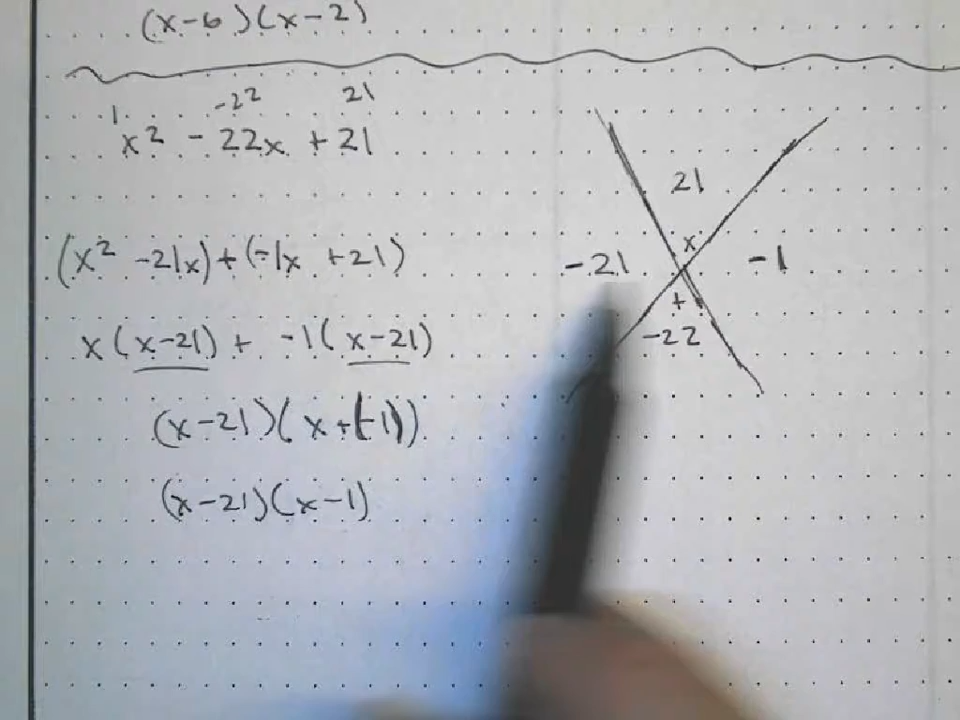 (x-6)(x-2)
1 -22 21
x² - 22x + 21
(x² -21x)+(-1x +21)
x(x-21) + -1(x-21)
(x-21)(x+(-1))
(x-21)(x-1)
21
x
-21 -1
+
-22